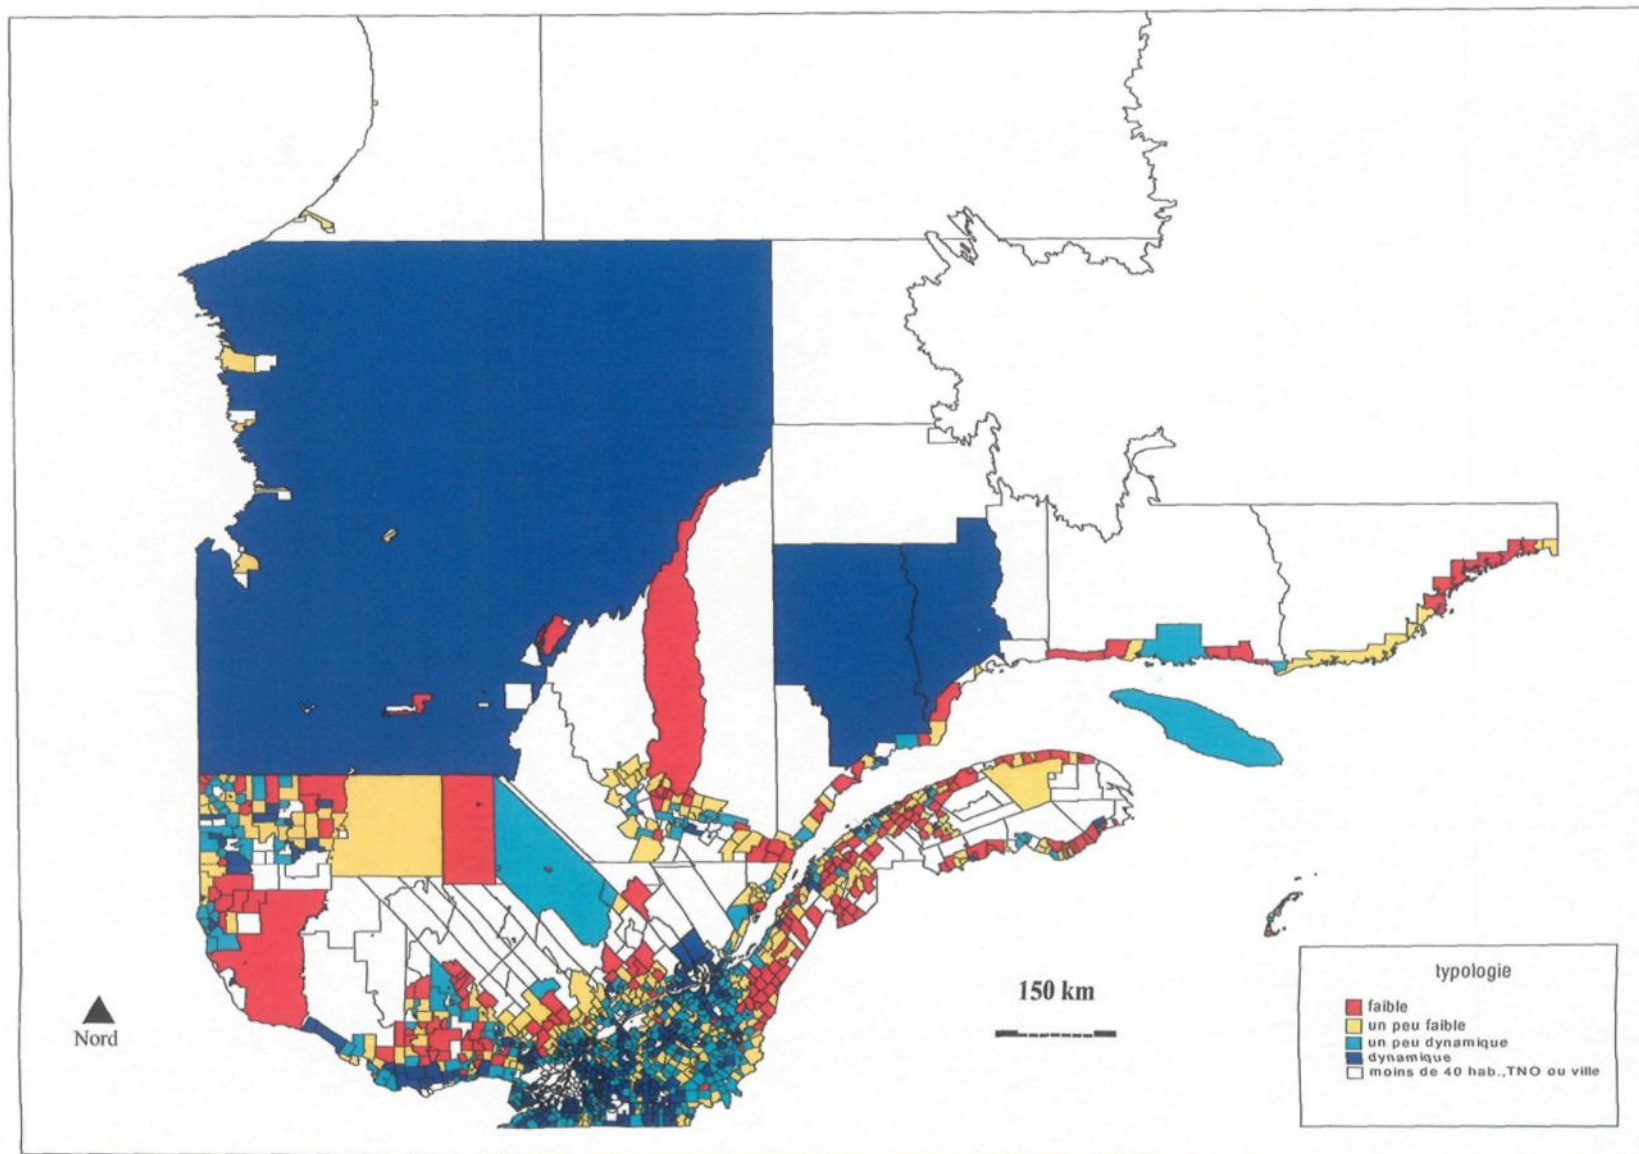 150 km
Nord
typologie
faible
un peu faible
un peu dynamique
dynamique
moins de 40 hab.,TNO ou ville